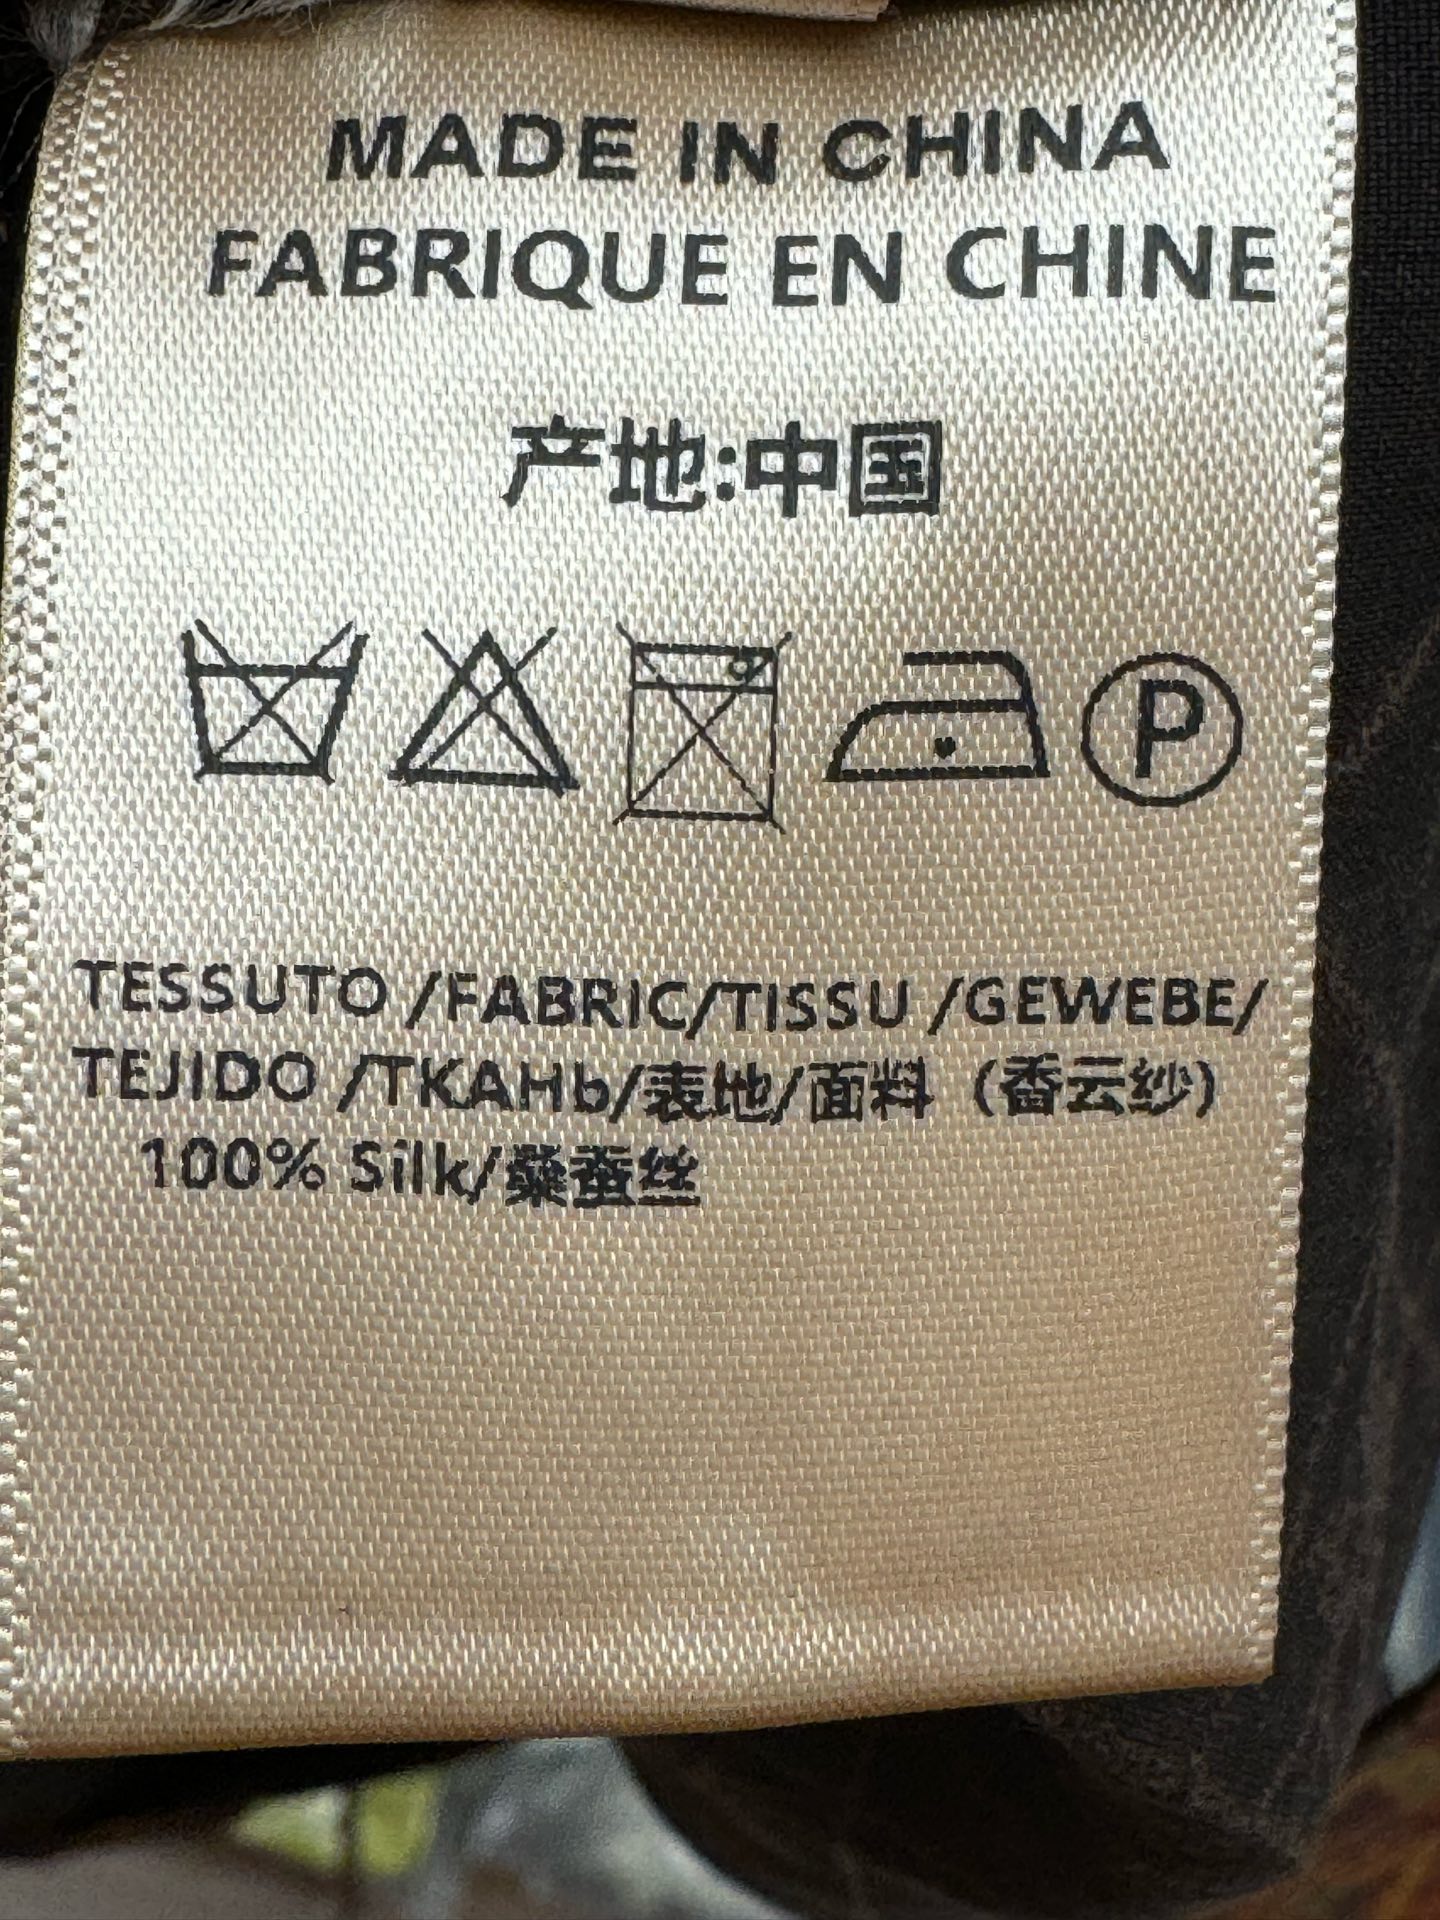 MADE IN CHINA
FABRIQUE EN CHINE
产地:中国
P
TESSUTO /FABRIC/TISSU /GEWEBE/
TEJIDO /TKAHb/表地/面料 (香云纱)
100% Silk/桑蚕丝